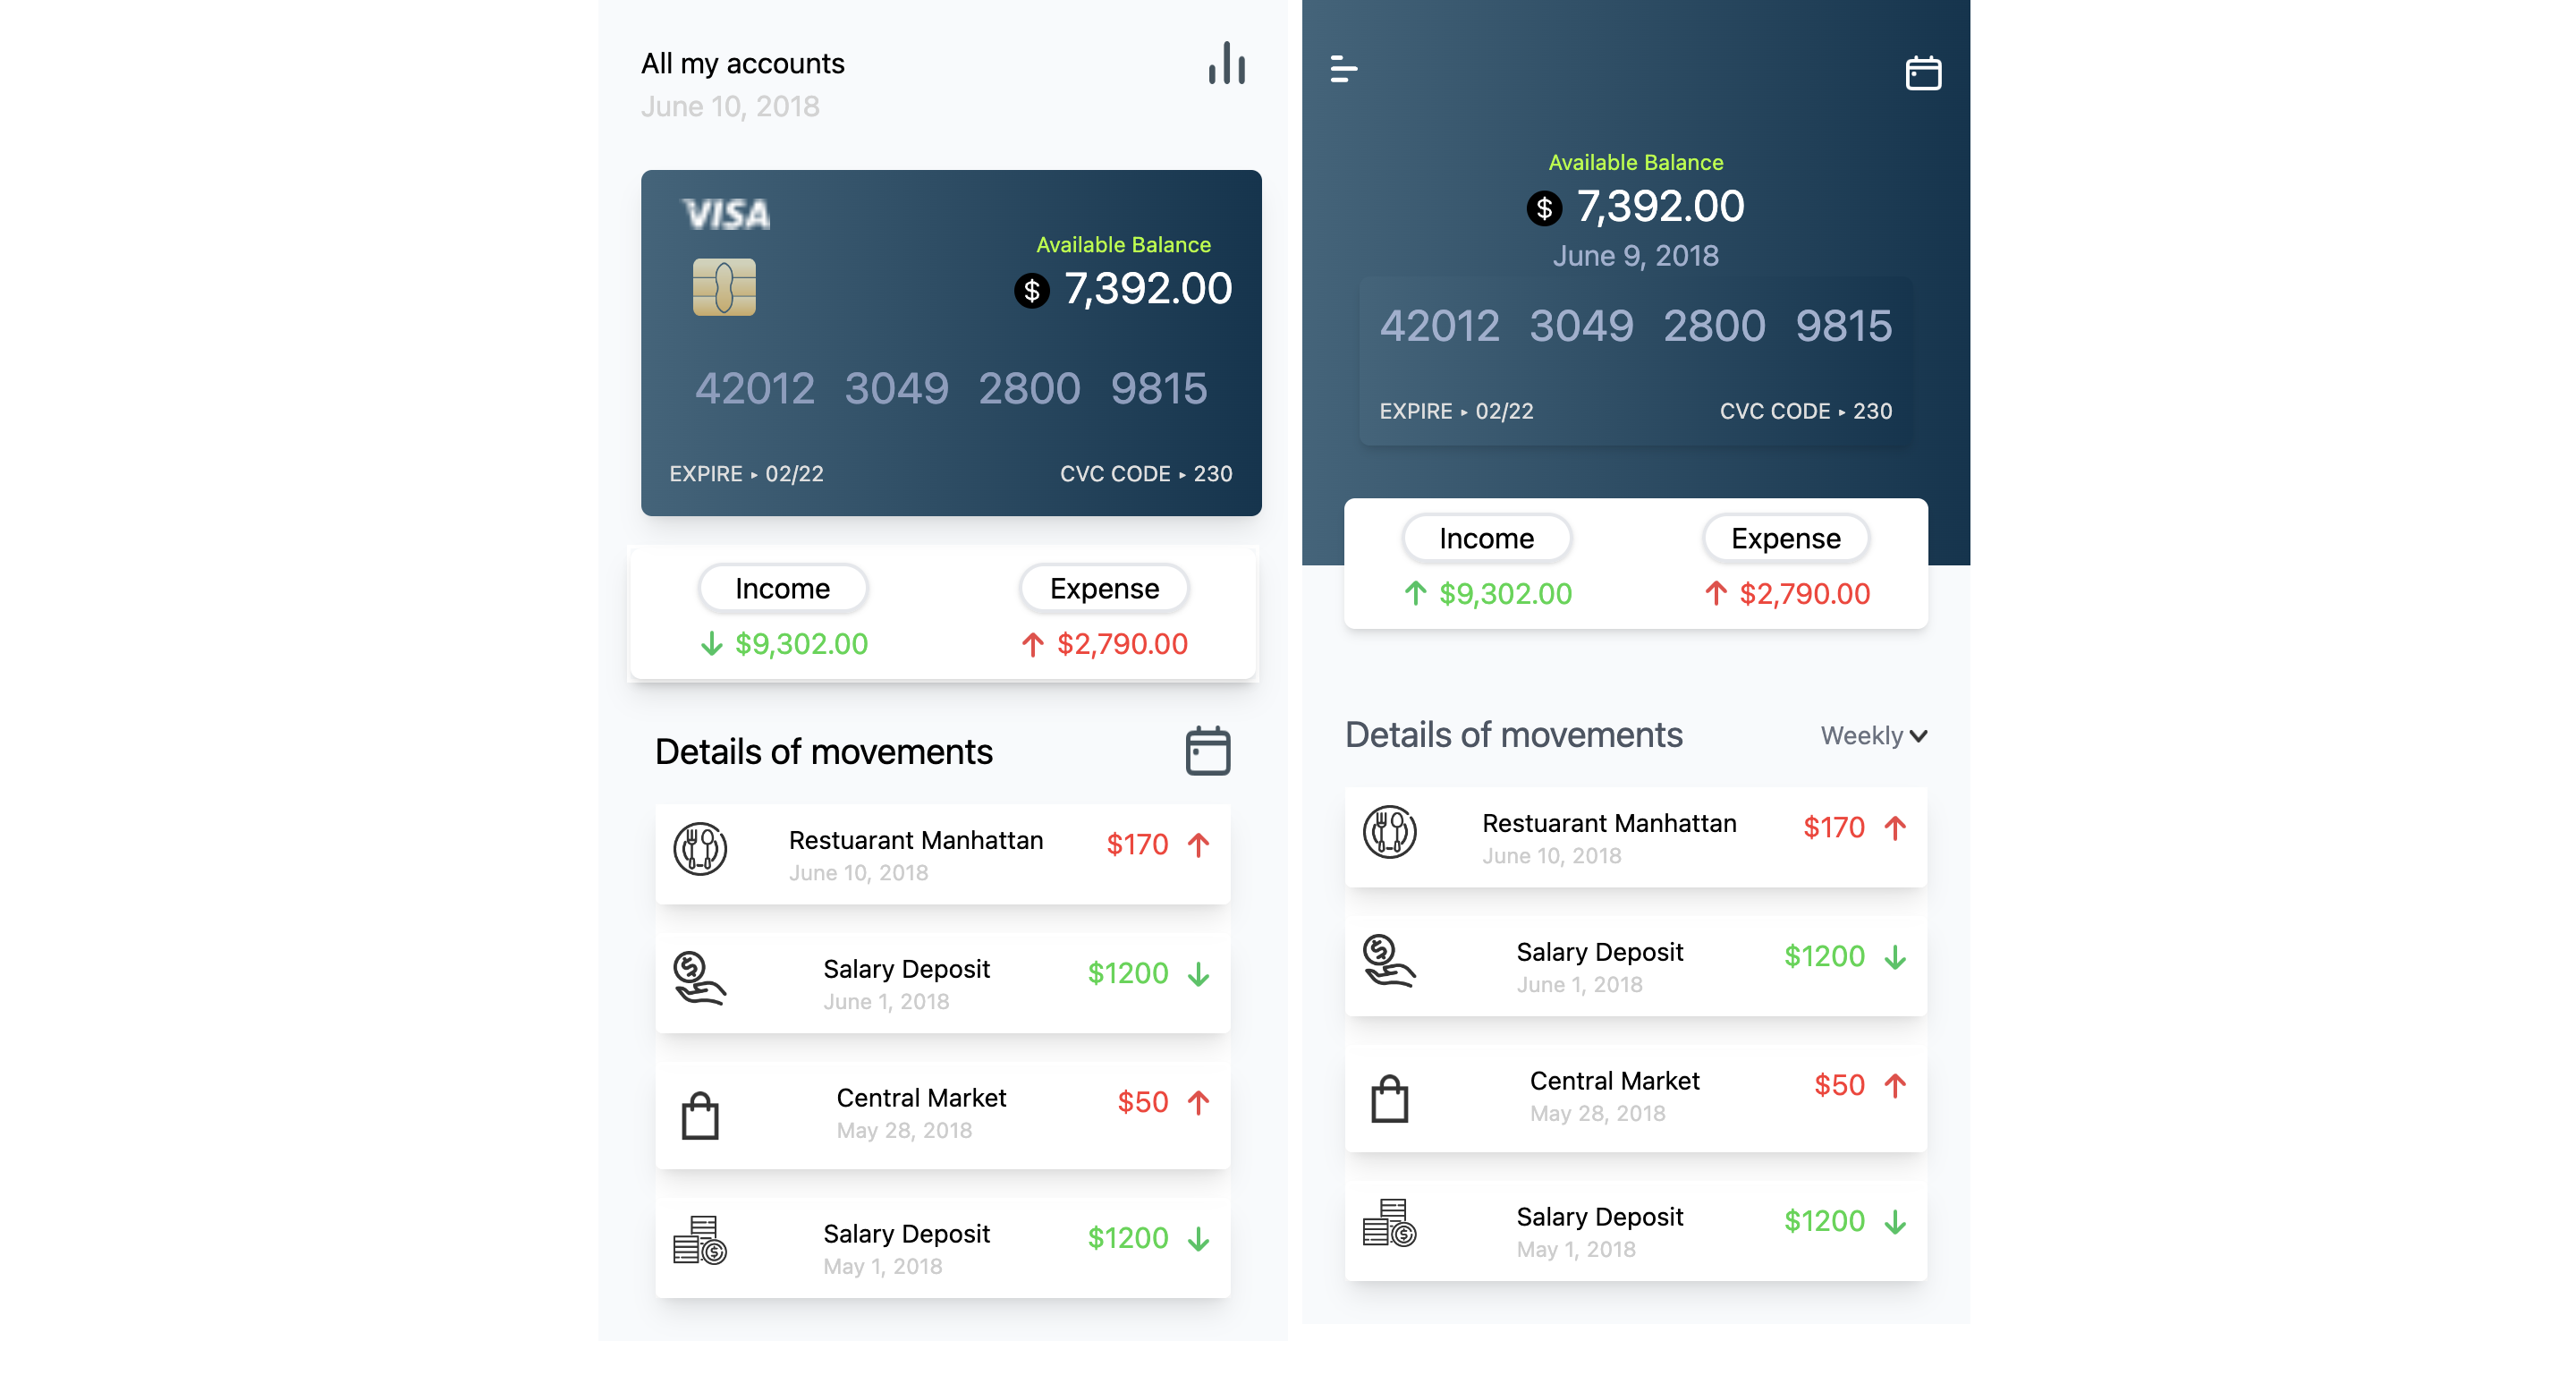 All my accounts
June 10, 2018
VISA
Available Balance
$ 7,392.00
42012 3049 2800 9815
EXPIRE ▸ 02/22 CVC CODE ▸ 230
Income Expense
↓ $9,302.00 ↑ $2,790.00
Details of movements
Restuarant Manhattan $170 ↑
June 10, 2018
Salary Deposit $1200 ↓
June 1, 2018
Central Market $50 ↑
May 28, 2018
Salary Deposit $1200 ↓
May 1, 2018
Available Balance
$ 7,392.00
June 9, 2018
42012 3049 2800 9815
EXPIRE ▸ 02/22 CVC CODE ▸ 230
Income Expense
↑ $9,302.00 ↑ $2,790.00
Details of movements Weekly
Restuarant Manhattan $170 ↑
June 10, 2018
Salary Deposit $1200 ↓
June 1, 2018
Central Market $50 ↑
May 28, 2018
Salary Deposit $1200 ↓
May 1, 2018